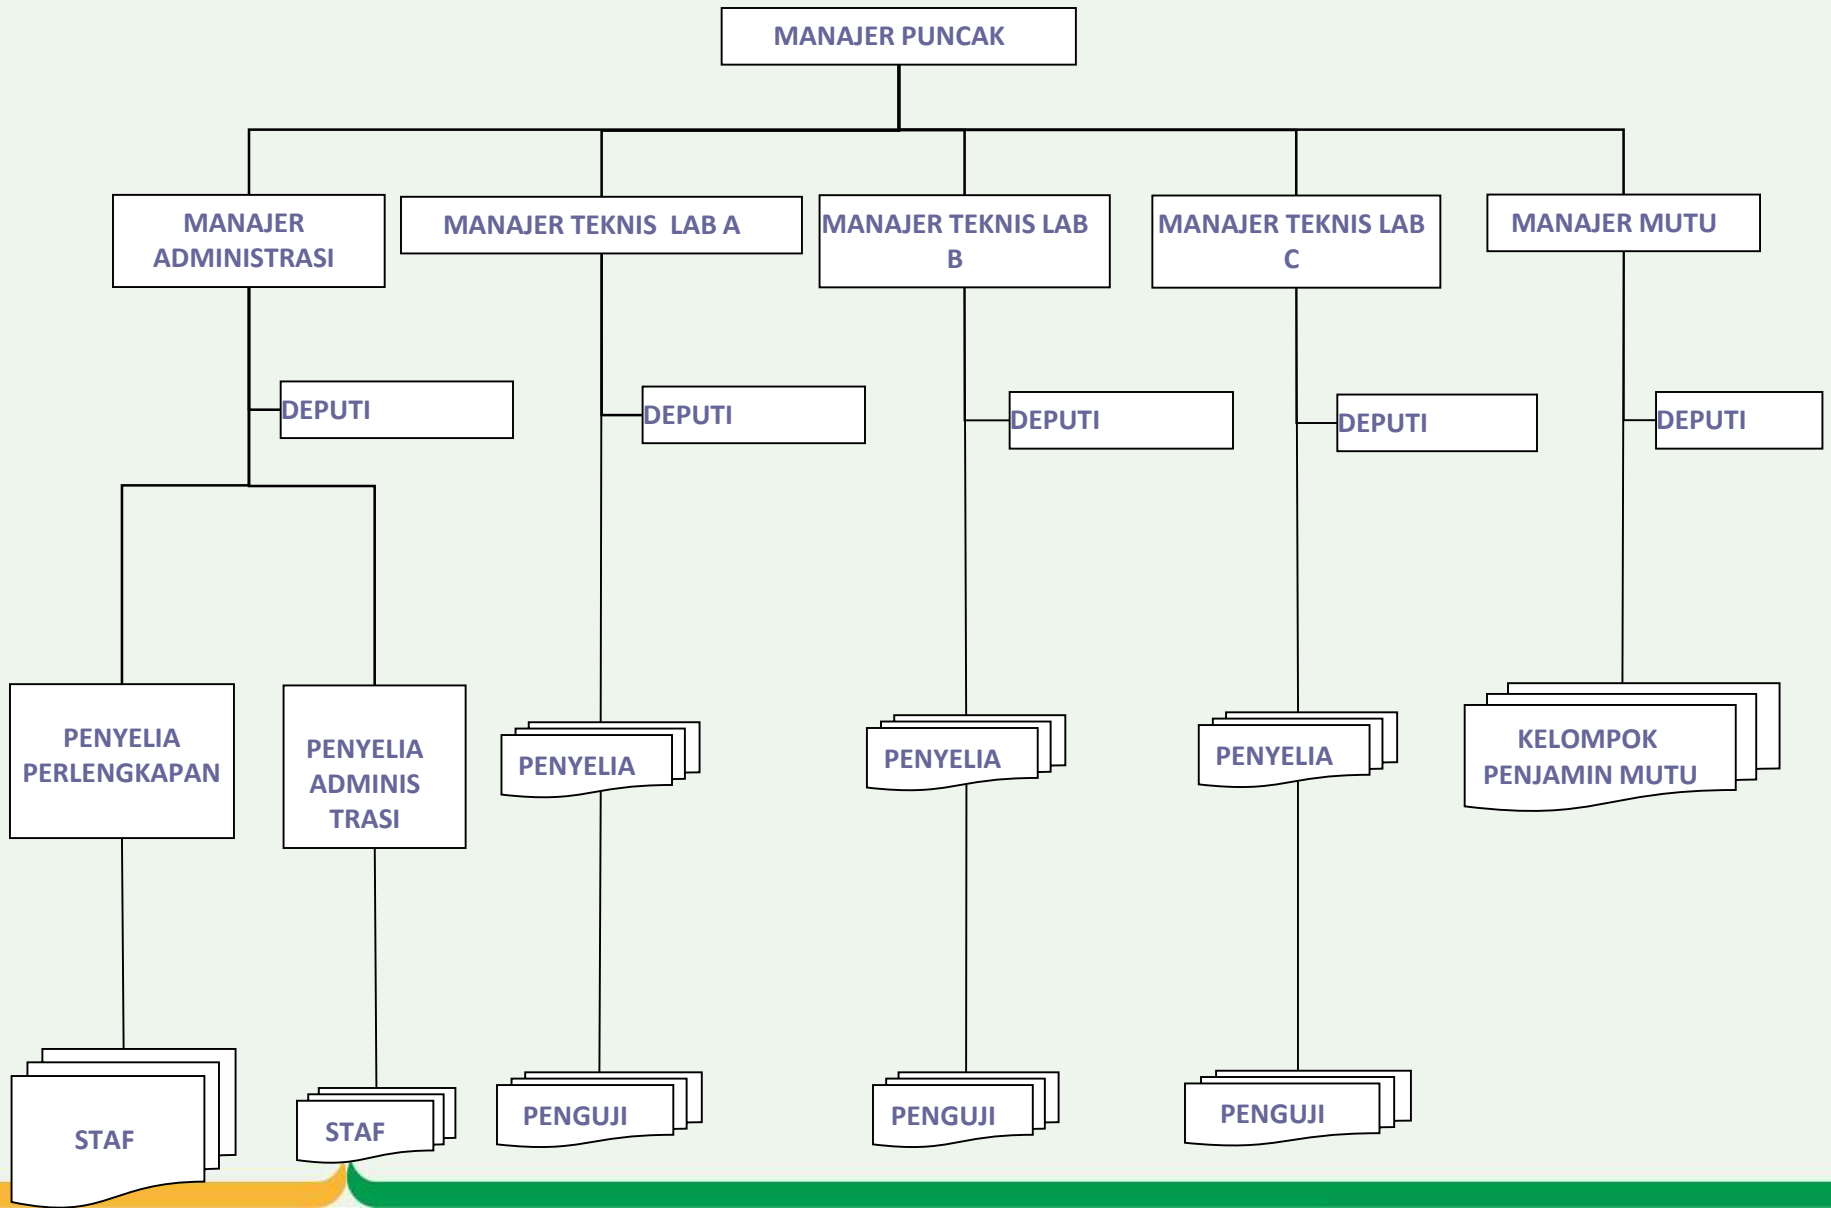 MANAJER PUNCAK
MANAJER
ADMINISTRASI
MANAJER TEKNIS LAB A
MANAJER TEKNIS LAB
B
MANAJER TEKNIS LAB
C
MANAJER MUTU
DEPUTI
DEPUTI
DEPUTI
DEPUTI
DEPUTI
PENYELIA
PERLENGKAPAN
PENYELIA
ADMINIS
TRASI
PENYELIA
PENYELIA
PENYELIA
KELOMPOK
PENJAMIN MUTU
STAF
STAF
PENGUJI
PENGUJI
PENGUJI